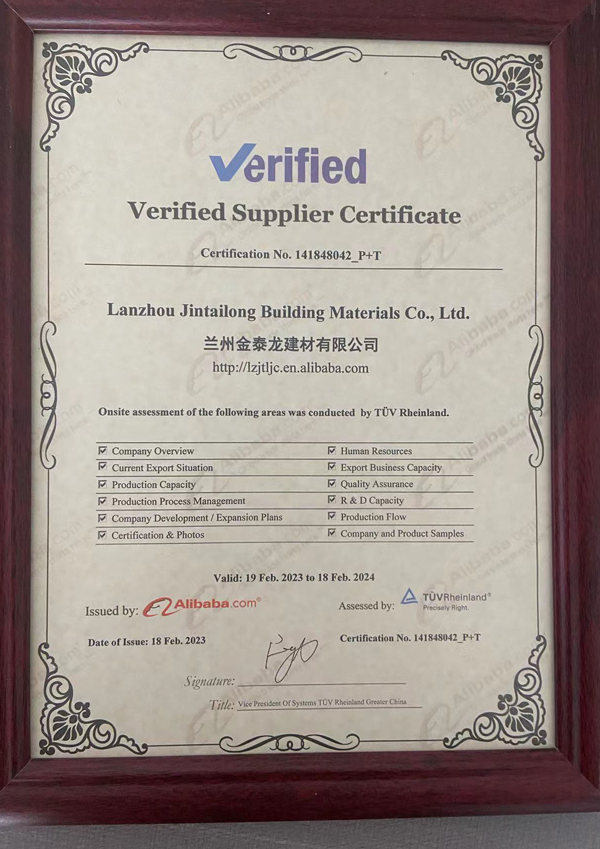 Verified
Verified Supplier Certificate
Certification No. 141848042_P+T
Lanzhou Jintailong Building Materials Co., Ltd.
兰州金泰龙建材有限公司
http://lzjtljc.en.alibaba.com
Onsite assessment of the following areas was conducted by TÜV Rheinland.
Company Overview Human Resources
Current Export Situation Export Business Capacity
Production Capacity Quality Assurance
Production Process Management R & D Capacity
Company Development / Expansion Plans Production Flow
Certification & Photos Company and Product Samples
Valid: 19 Feb. 2023 to 18 Feb. 2024
Issued by: Alibaba.com® Assessed by: TÜVRheinland®
Precisely Right.
Date of Issue: 18 Feb. 2023 Certification No. 141848042_P+T
Signature:
Title: Vice President Of Systems TÜV Rheinland Greater China